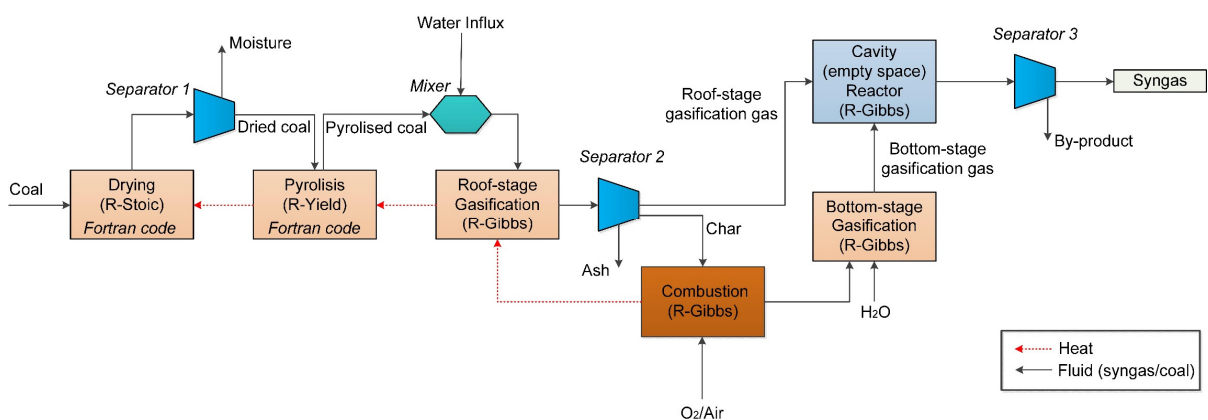 Water Influx
Moisture
Separator 1
Mixer
Separator 3
Cavity
(empty space)
Reactor
(R-Gibbs)
Syngas
Roof-stage
gasification gas
Dried coal
Pyrolised coal
By-product
Bottom-stage
gasification gas
Separator 2
Coal
Drying
(R-Stoic)
Fortran code
Pyrolisis
(R-Yield)
Fortran code
Roof-stage
Gasification
(R-Gibbs)
Bottom-stage
Gasification
(R-Gibbs)
Char
Ash
Combustion
(R-Gibbs)
H2O
O2/Air
Heat
Fluid (syngas/coal)